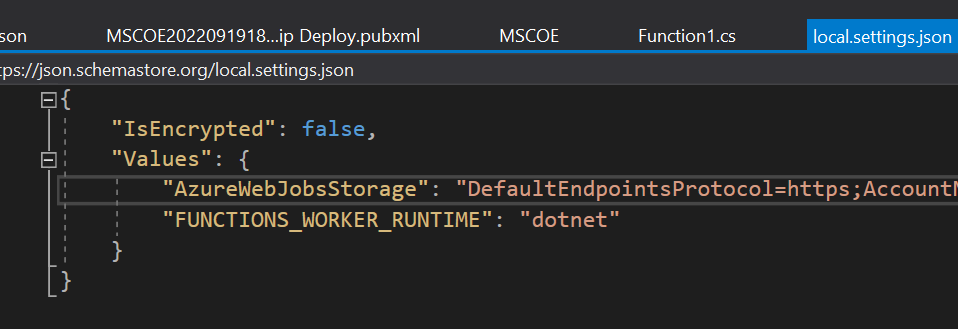 son MSCOE2022091918...ip Deploy.pubxml MSCOE Function1.cs local.settings.json
tps://json.schemastore.org/local.settings.json
{
"IsEncrypted": false,
"Values": {
"AzureWebJobsStorage": "DefaultEndpointsProtocol=https;Account
"FUNCTIONS_WORKER_RUNTIME": "dotnet"
}
}